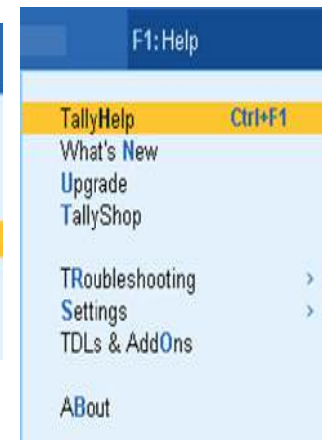 F1: Help
TallyHelp Ctrl+F1
What's New
Upgrade
TallyShop
TRoubleshooting >
Settings >
TDLs & AddOns
ABout